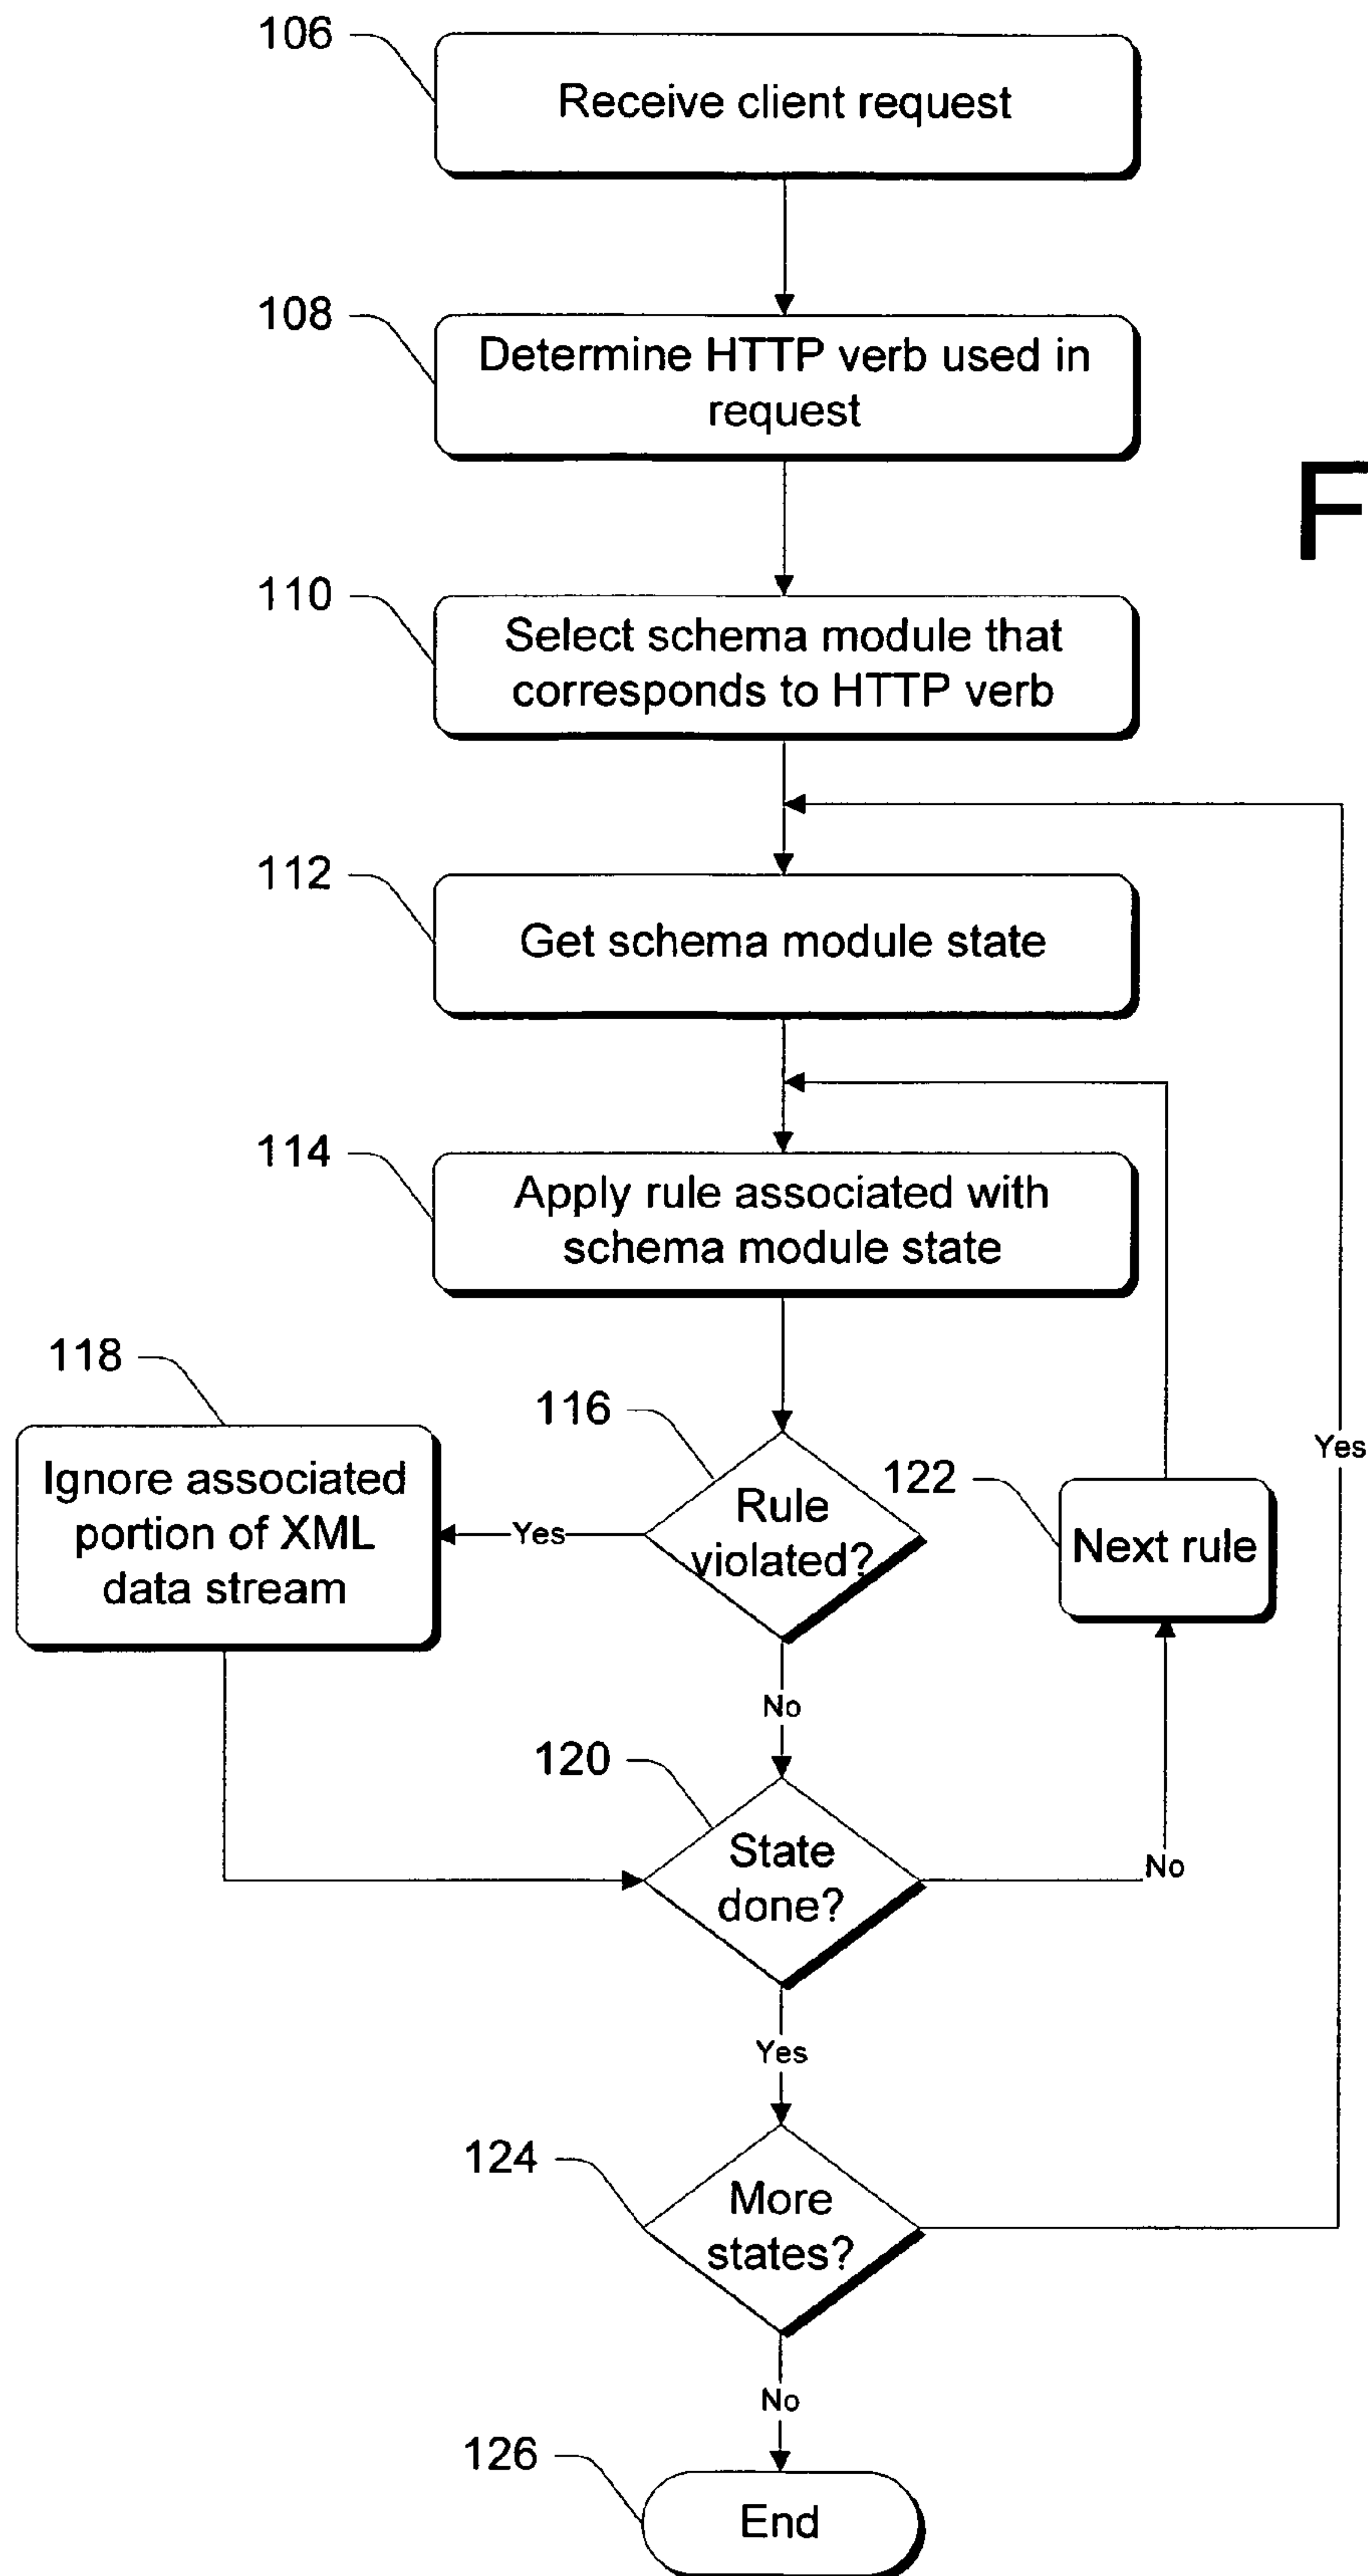 106
Receive client request
108
Determine HTTP verb used in
request
F
110
Select schema module that
corresponds to HTTP verb
112
Get schema module state
114
Apply rule associated with
schema module state
118
Ignore associated
portion of XML
data stream
116
Rule
violated?
Yes
122
Next rule
Yes
No
120
State
done?
No
Yes
124
More
states?
No
126
End